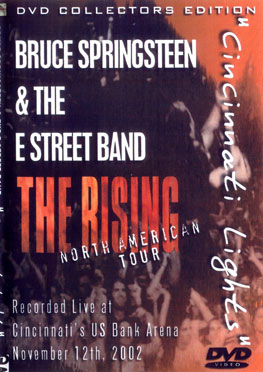 DVD COLLECTORS EDITION
BRUCE SPRINGSTEEN
& THE
E STREET BAND
THE RISING
NORTH AMERICAN
TOUR
"Cincinnati Lights"
Recorded Live at
Cincinnati's US Bank Arena
November 12th, 2002
DVD
VIDEO